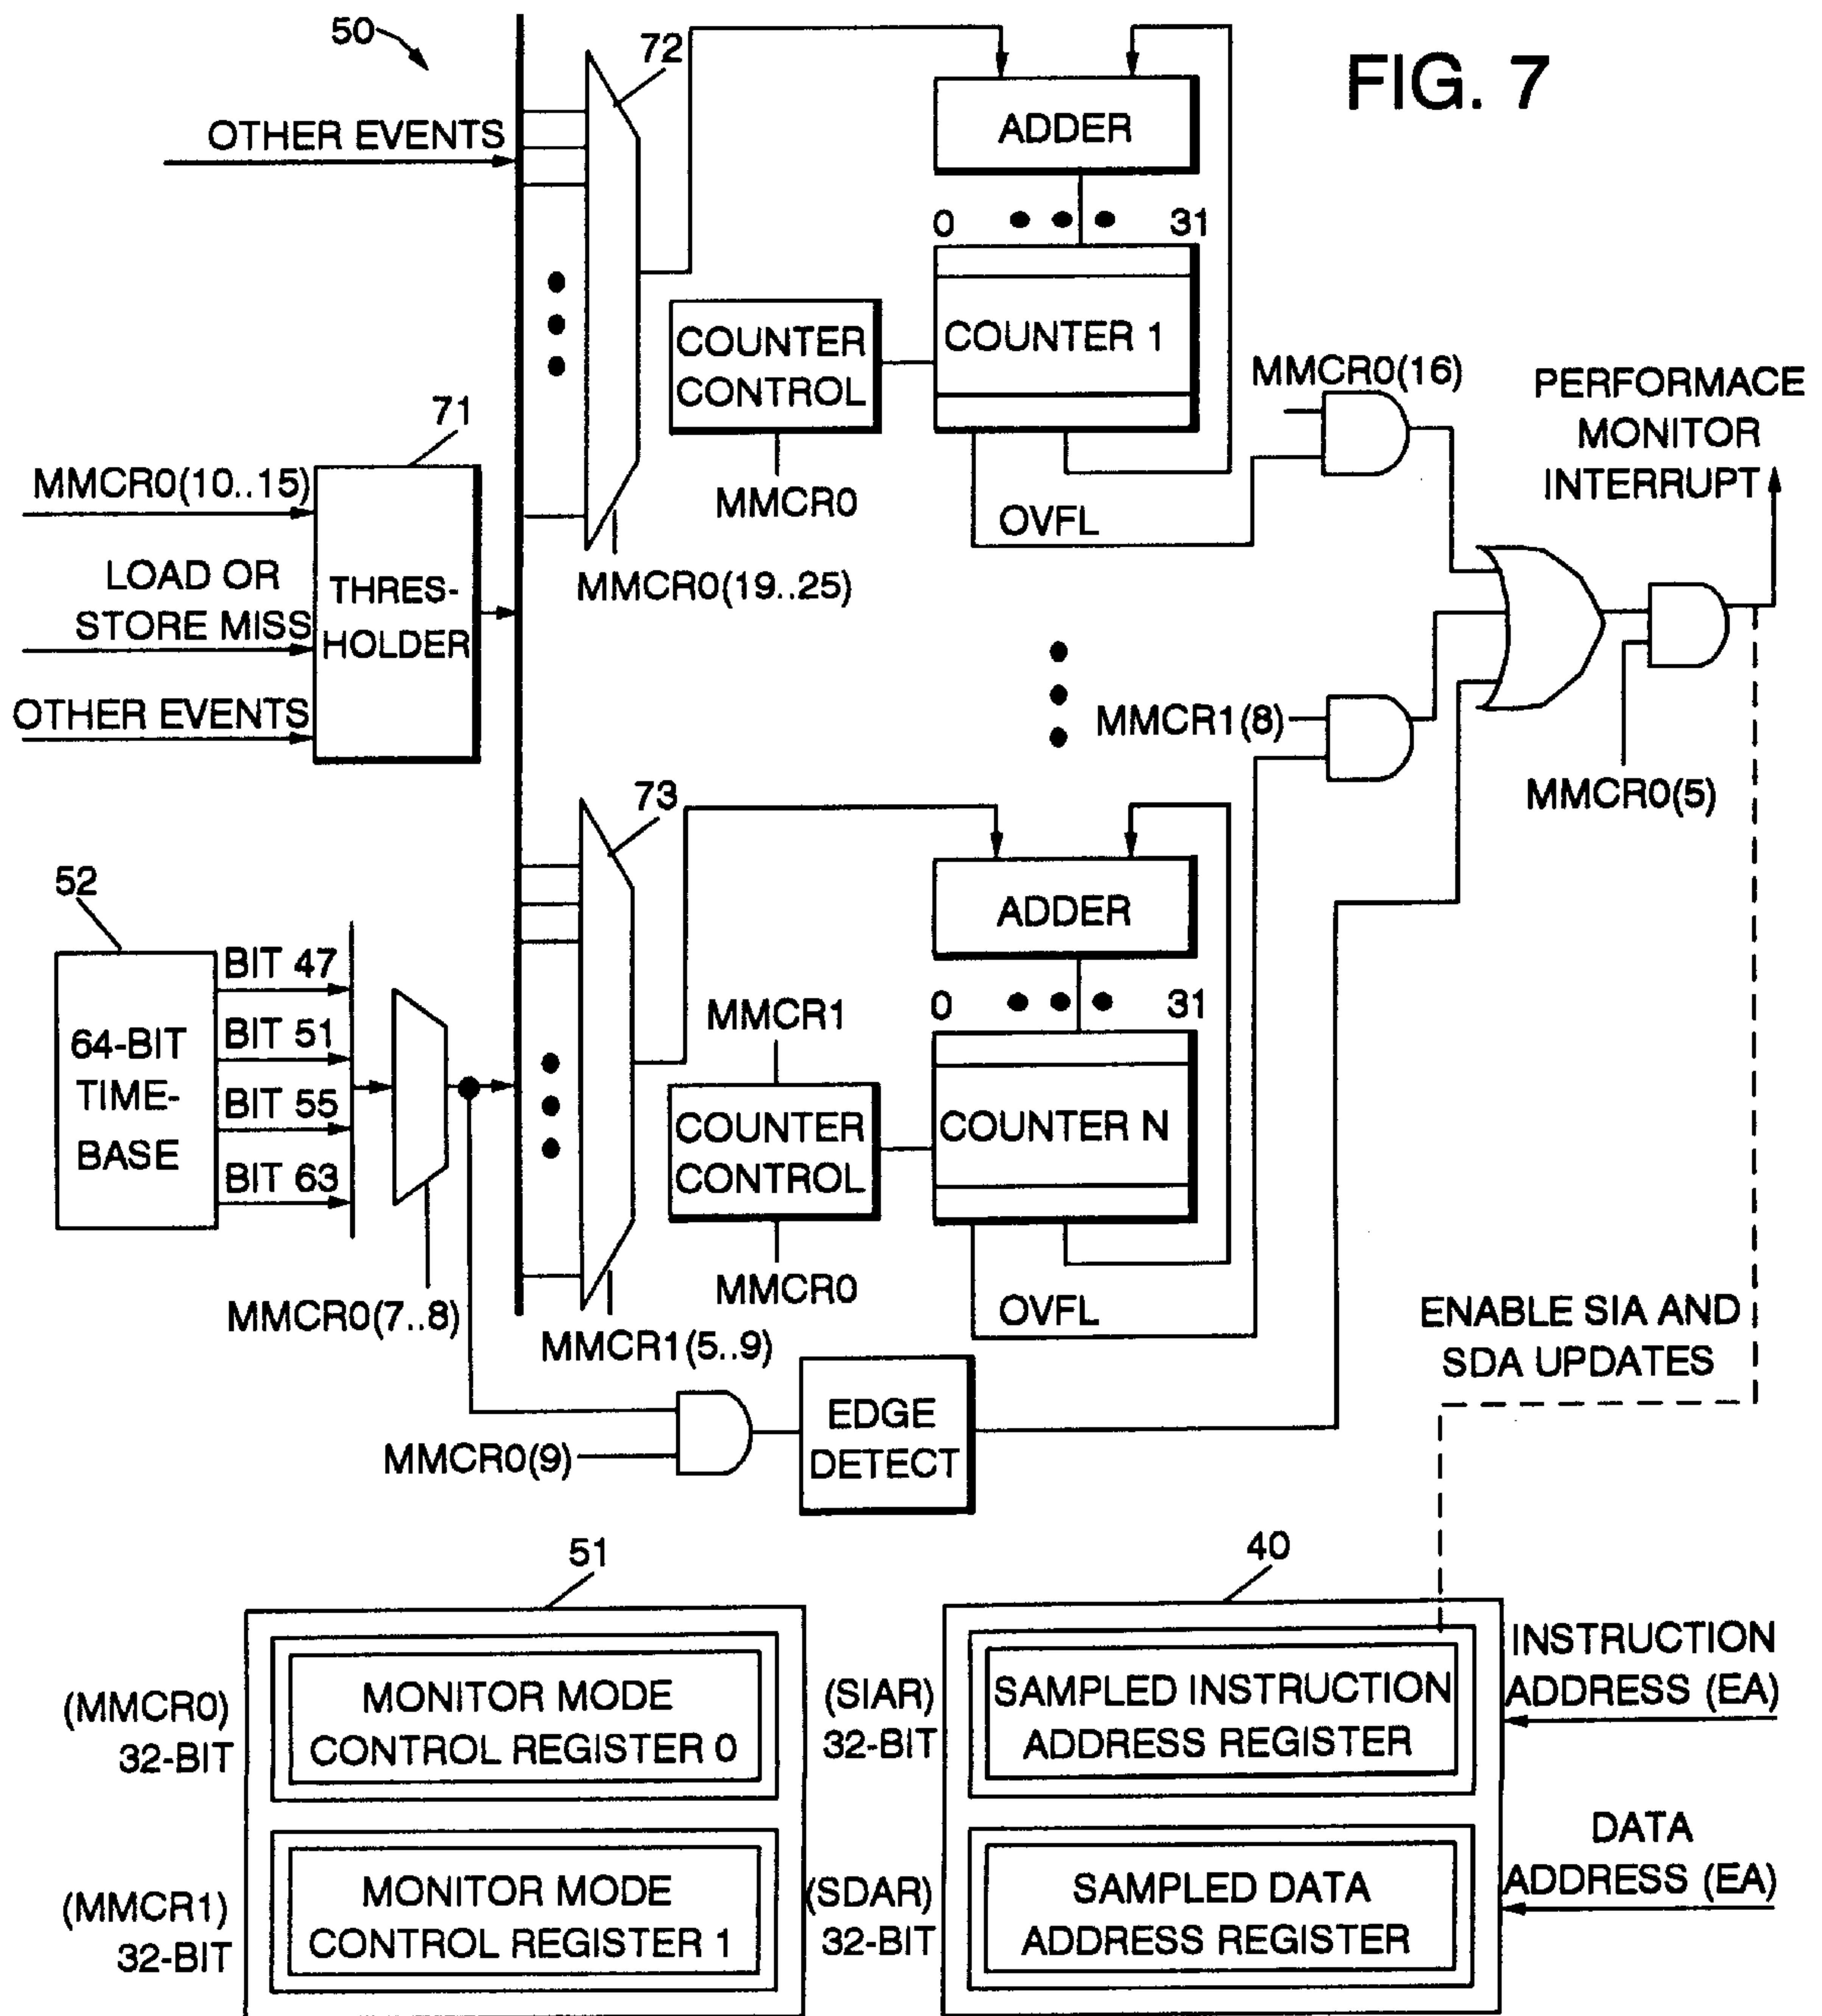 FIG. 7
50
72
OTHER EVENTS
ADDER
0
31
COUNTER 1
COUNTER
CONTROL
MMCR0
OVFL
MMCR0(16)
PERFORMACE
MONITOR
INTERRUPT
71
MMCR0(10..15)
LOAD OR
STORE MISS
OTHER EVENTS
THRES-
HOLDER
MMCR0(19..25)
MMCR1(8)
MMCR0(5)
73
52
64-BIT
TIME-
BASE
BIT 47
BIT 51
BIT 55
BIT 63
MMCR0(7..8)
ADDER
0
31
MMCR1
COUNTER
CONTROL
COUNTER N
MMCR0
OVFL
MMCR1(5..9)
ENABLE SIA AND
SDA UPDATES
MMCR0(9)
EDGE
DETECT
51
40
(MMCR0)
32-BIT
MONITOR MODE
CONTROL REGISTER 0
(SIAR)
32-BIT
SAMPLED INSTRUCTION
ADDRESS REGISTER
INSTRUCTION
ADDRESS (EA)
(MMCR1)
32-BIT
MONITOR MODE
CONTROL REGISTER 1
(SDAR)
32-BIT
SAMPLED DATA
ADDRESS REGISTER
DATA
ADDRESS (EA)